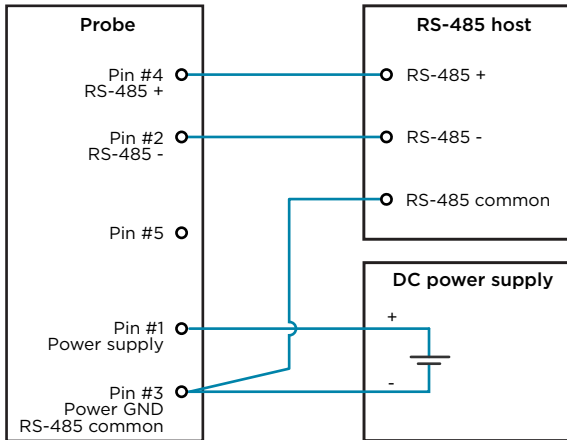 Probe
Pin #4
RS-485 +
Pin #2
RS-485 -
Pin #5
Pin #1
Power supply
Pin #3
Power GND
RS-485 common
RS-485 host
RS-485 +
RS-485 -
RS-485 common
DC power supply
+
-